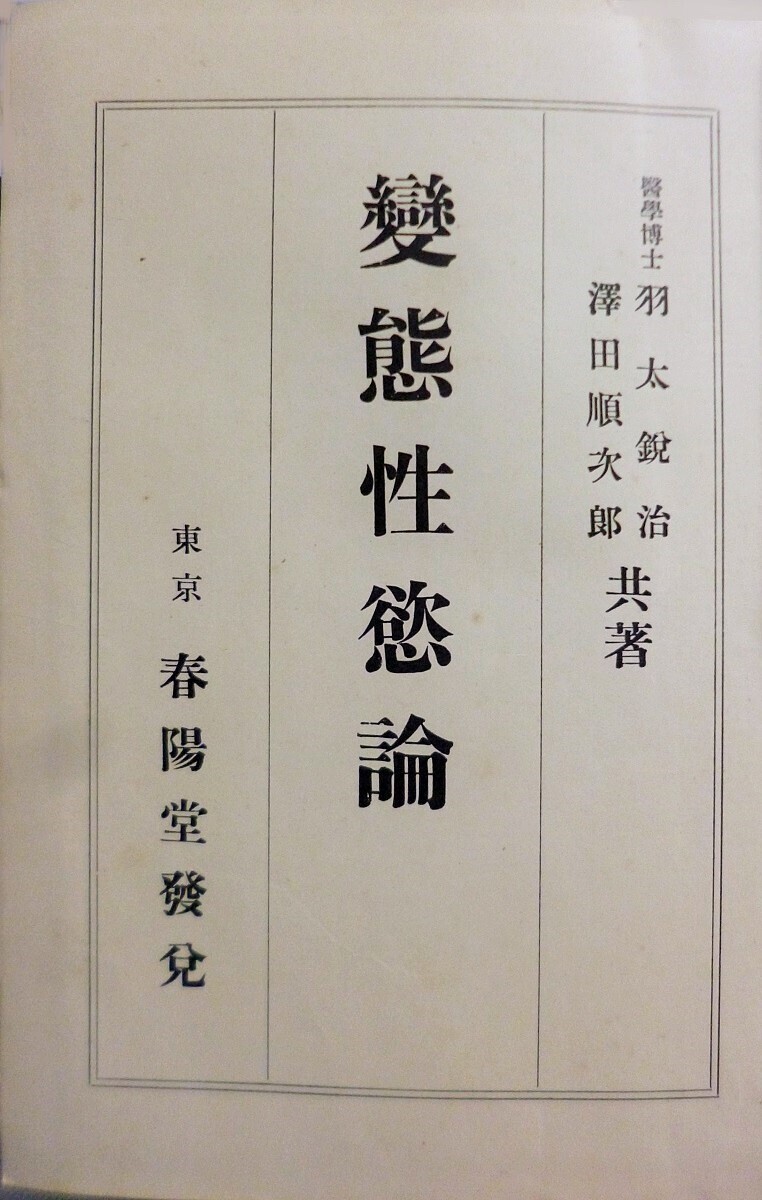 醫學博士 羽太銳治
澤田順次郎
共著
變態性慾論
東京 春陽堂發兌